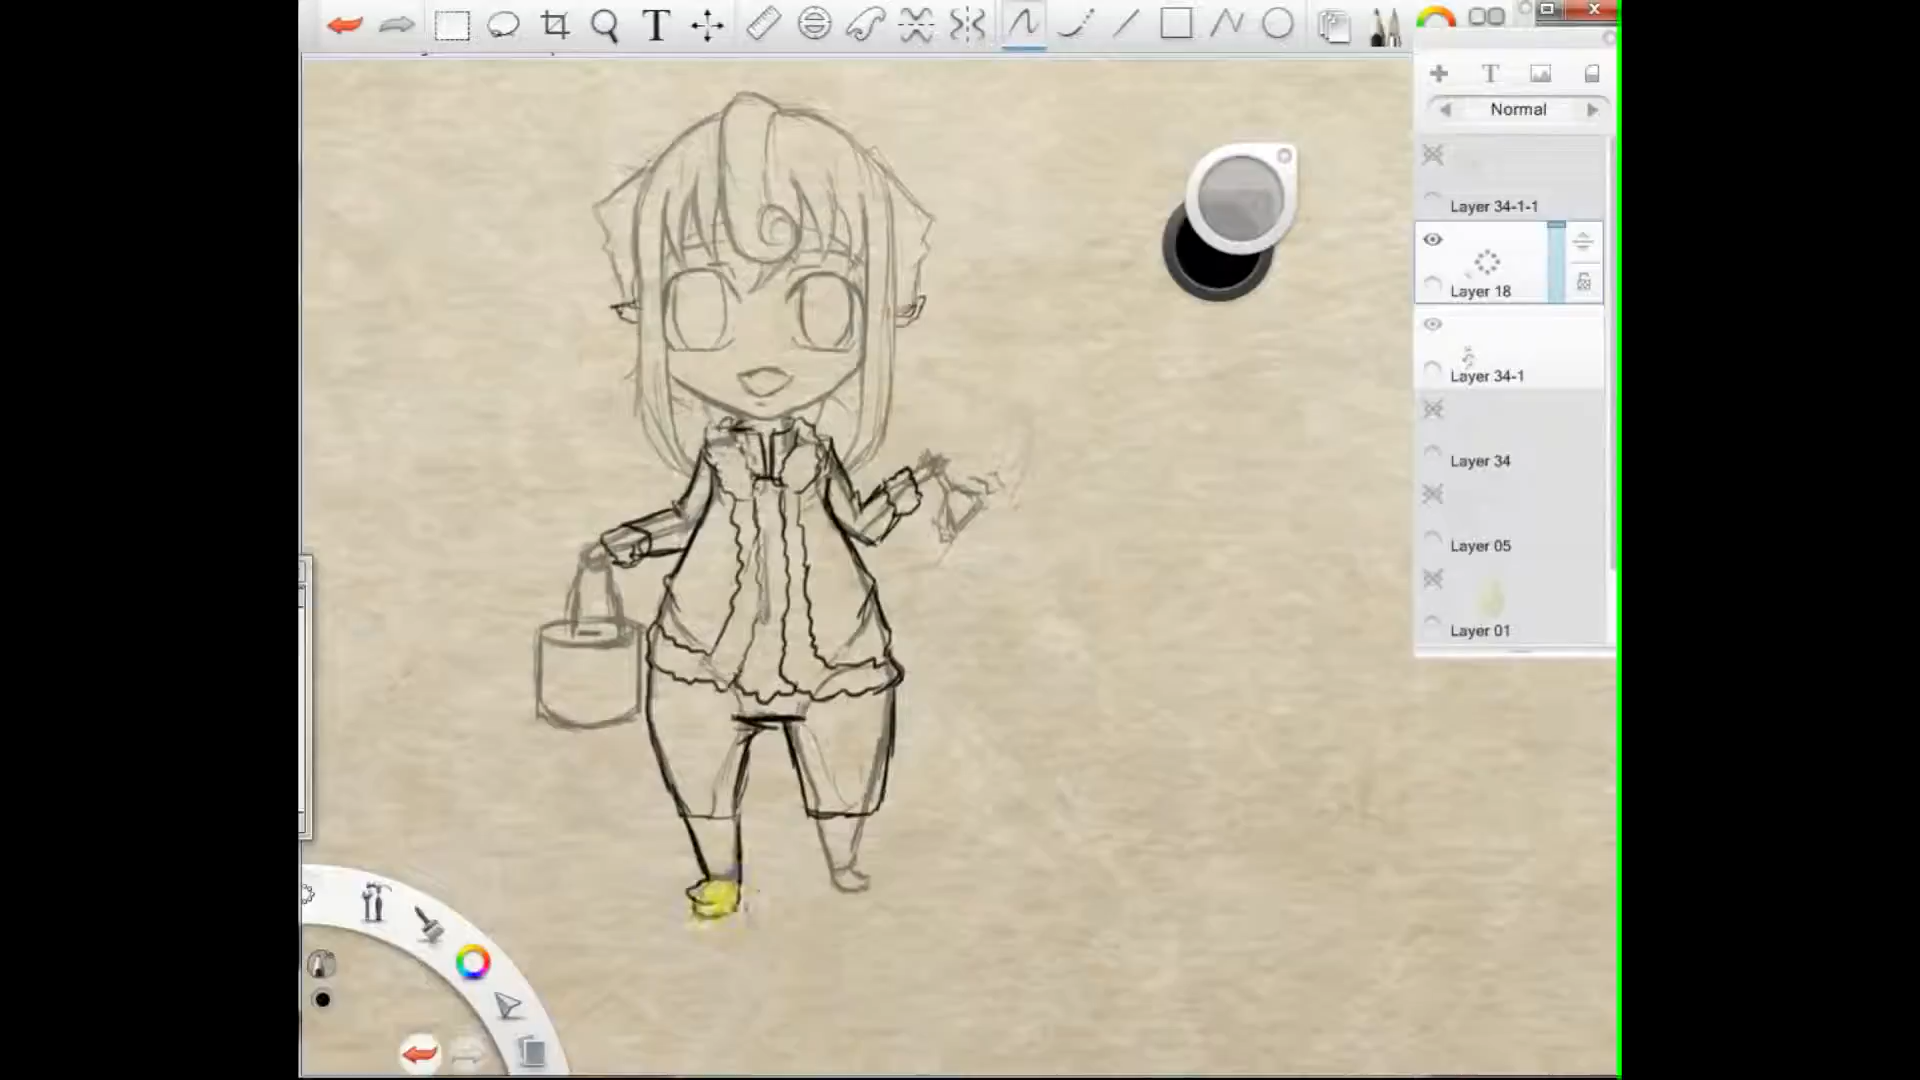 T
T
Normal
Layer 34-1-1
Layer 18
Layer 34-1
Layer 34
Layer 05
Layer 01